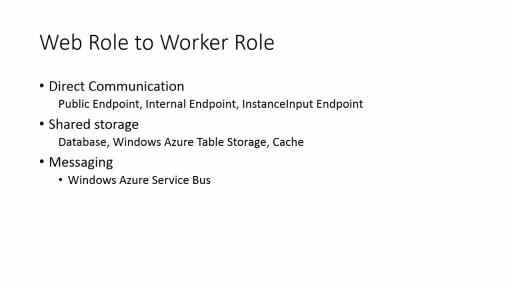 Web Role to Worker Role
• Direct Communication
Public Endpoint, Internal Endpoint, InstanceInput Endpoint
• Shared storage
Database, Windows Azure Table Storage, Cache
• Messaging
• Windows Azure Service Bus